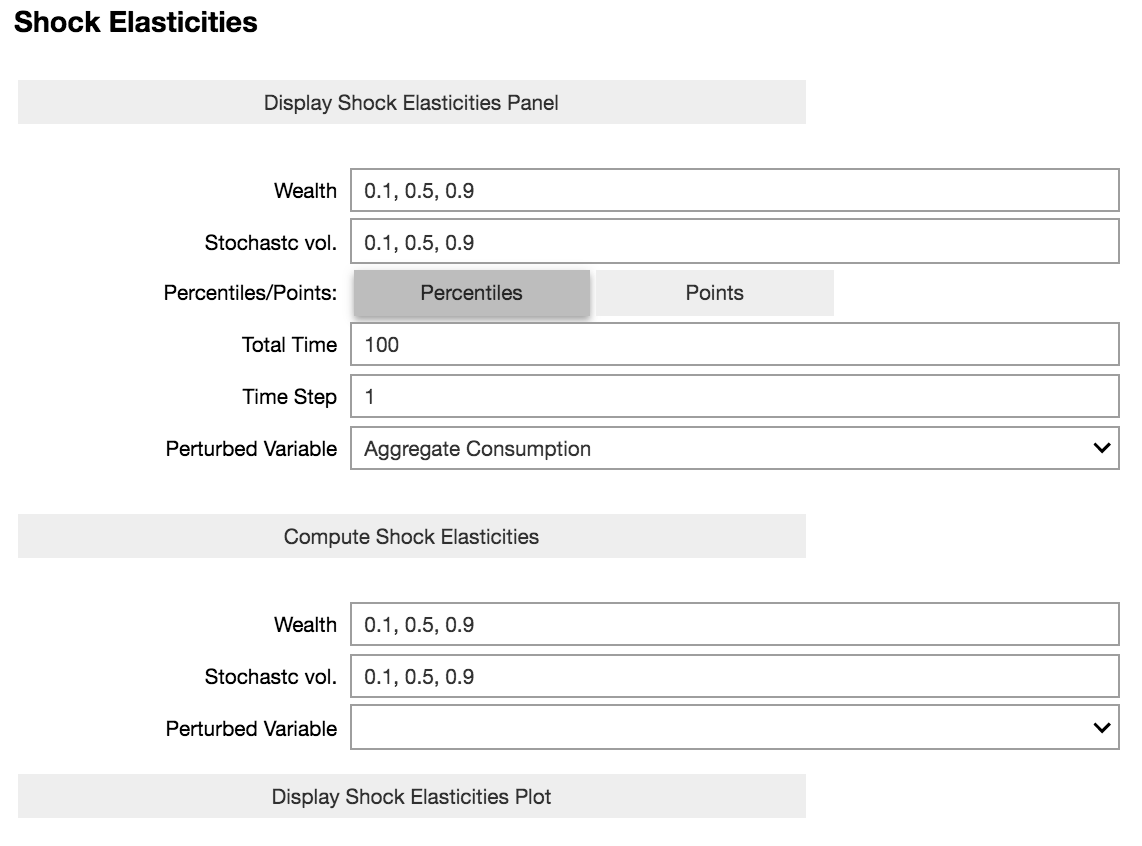 Shock Elasticities
Display Shock Elasticities Panel
Wealth 0.1, 0.5, 0.9
Stochastc vol. 0.1, 0.5, 0.9
Percentiles/Points: Percentiles Points
Total Time 100
Time Step 1
Perturbed Variable Aggregate Consumption
Compute Shock Elasticities
Wealth 0.1, 0.5, 0.9
Stochastc vol. 0.1, 0.5, 0.9
Perturbed Variable
Display Shock Elasticities Plot